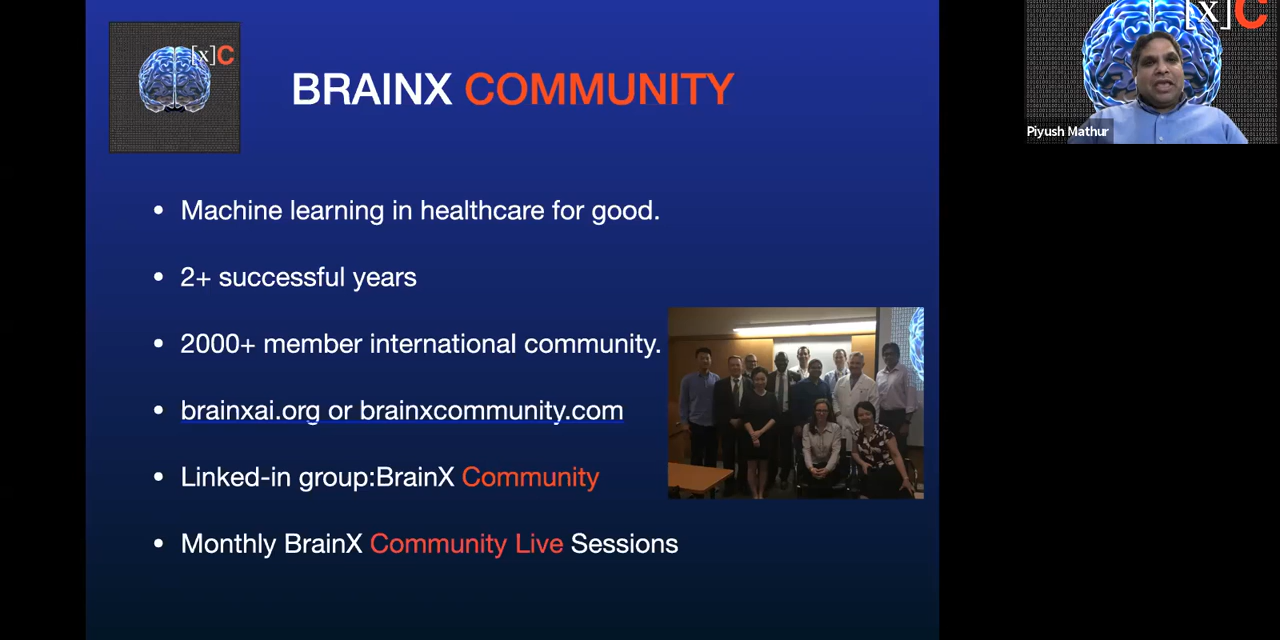 [x]C
BRAINX COMMUNITY
Machine learning in healthcare for good.
2+ successful years
2000+ member international community.
brainxai.org or brainxcommunity.com
Linked-in group:BrainX Community
Monthly BrainX Community Live Sessions
[x]C
Piyush Mathur